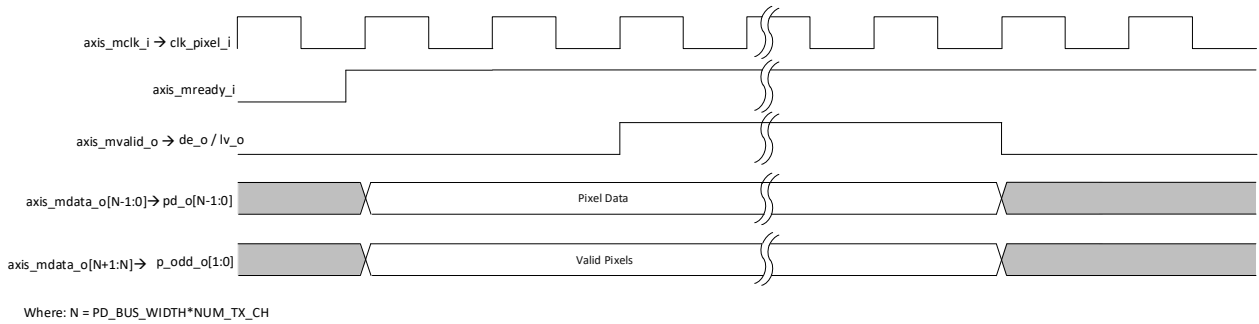 axis_mclk_i → clk_pixel_i
axis_mready_i
axis_mvalid_o → de_o / lv_o
axis_mdata_o[N-1:0]→ pd_o[N-1:0]
Pixel Data
axis_mdata_o[N+1:N]→ p_odd_o[1:0]
Valid Pixels
Where: N = PD_BUS_WIDTH*NUM_TX_CH